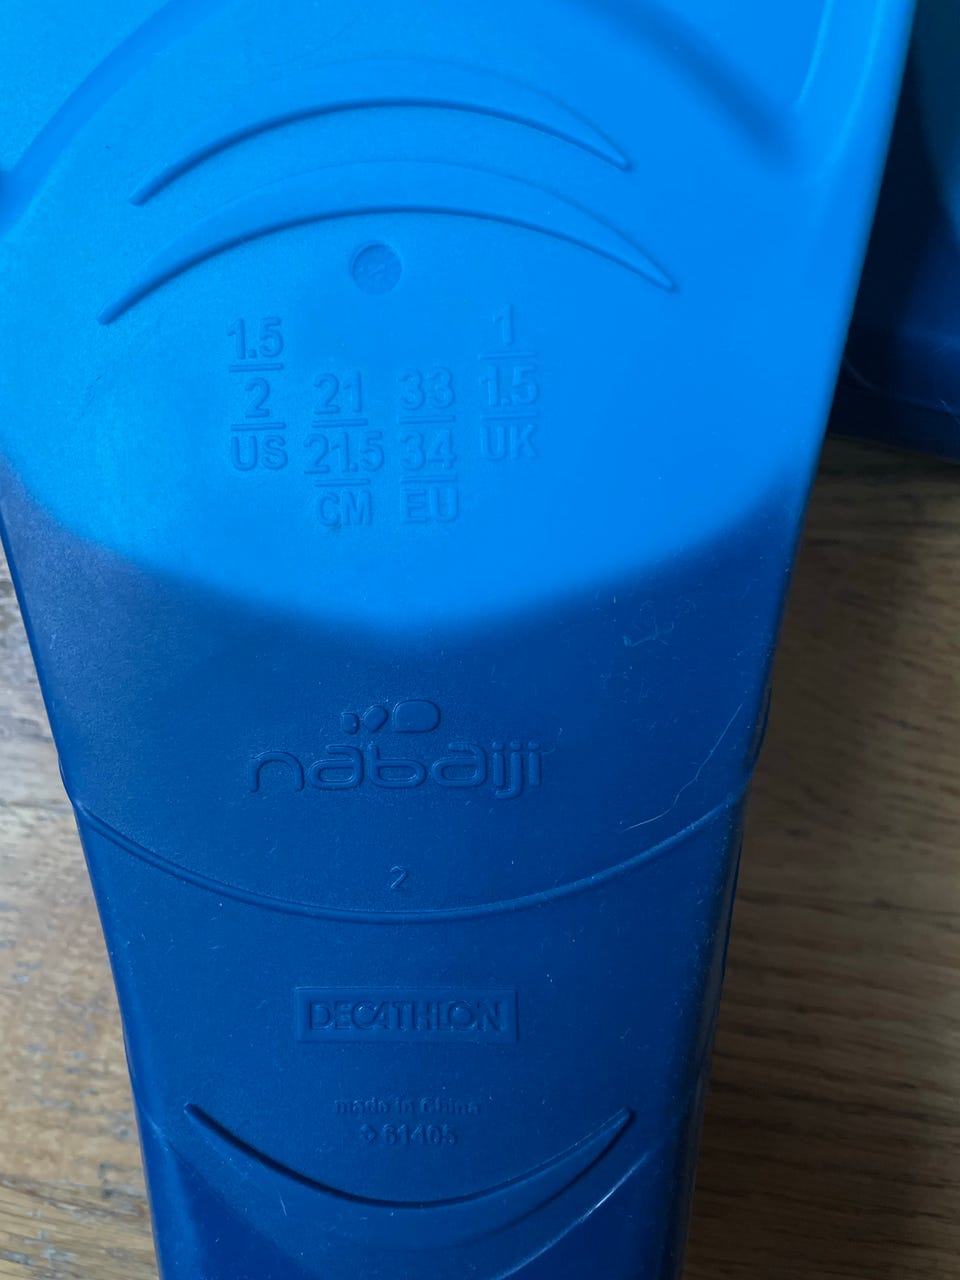 1.5 1
2 21 33 1.5
US 21.5 34 UK
CM EU
nabaiji
2
DECATHLON
made in China
61405